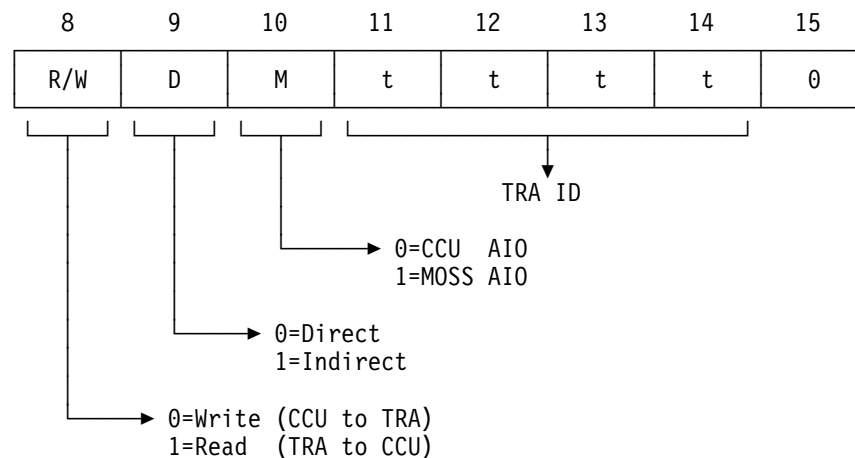 8 9 10 11 12 13 14 15
R/W D M t t t t 0
TRA ID
0=CCU AIO
1=MOSS AIO
0=Direct
1=Indirect
0=Write (CCU to TRA)
1=Read (TRA to CCU)